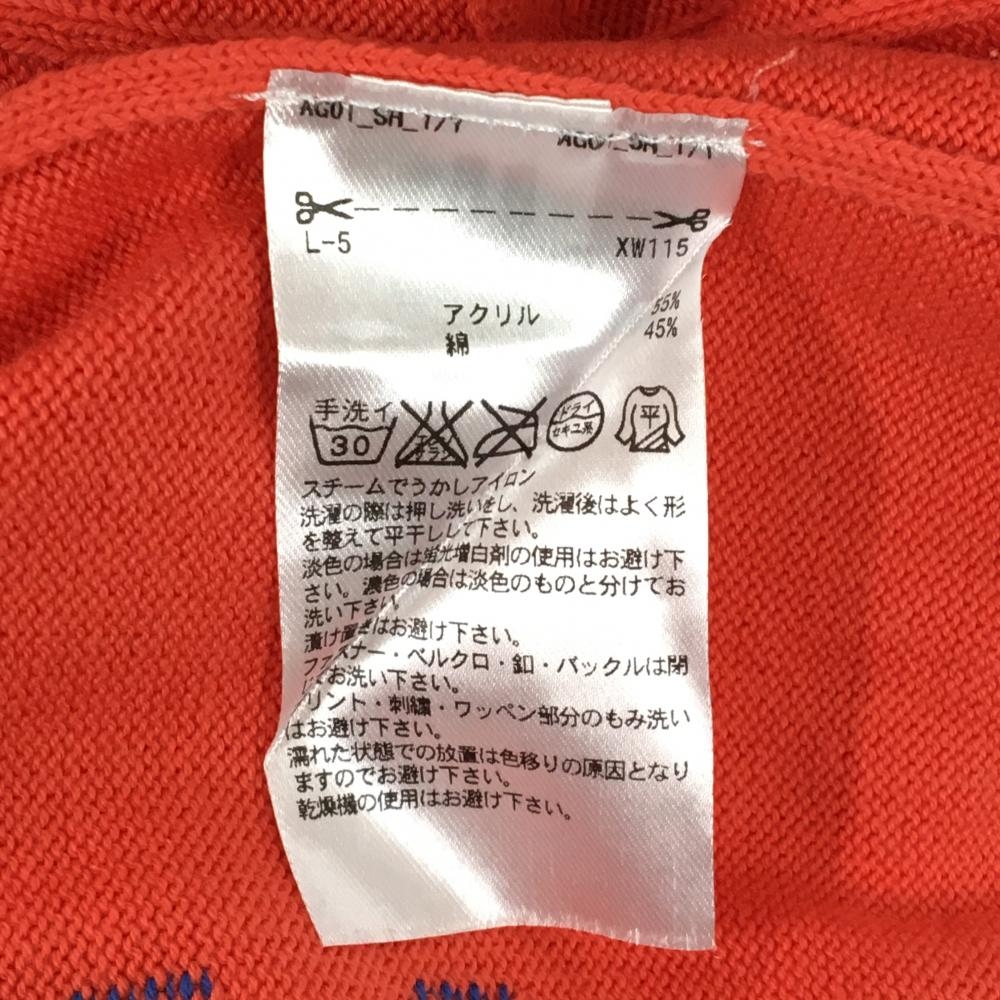 AG01_SH_1/Y AG01_SH_1/Y
L-5 XW115
アクリル 55%
綿 45%
手洗イ
30
ドライ
セキユ系
平
スチームでうかしアイロン
洗濯の際は押し洗いをし、洗濯後はよく形
を整えて平干しして下さい。
淡色の場合は蛍光増白剤の使用はお避け下
さい。濃色の場合は淡色のものと分けてお
洗い下さい。
漬け置きはお避け下さい。
ファスナー・ベルクロ・釦・バックルは閉
じてお洗い下さい。
プリント・刺繍・ワッペン部分のもみ洗い
はお避け下さい。
濡れた状態での放置は色移りの原因となり
ますのでお避け下さい。
乾燥機の使用はお避け下さい。